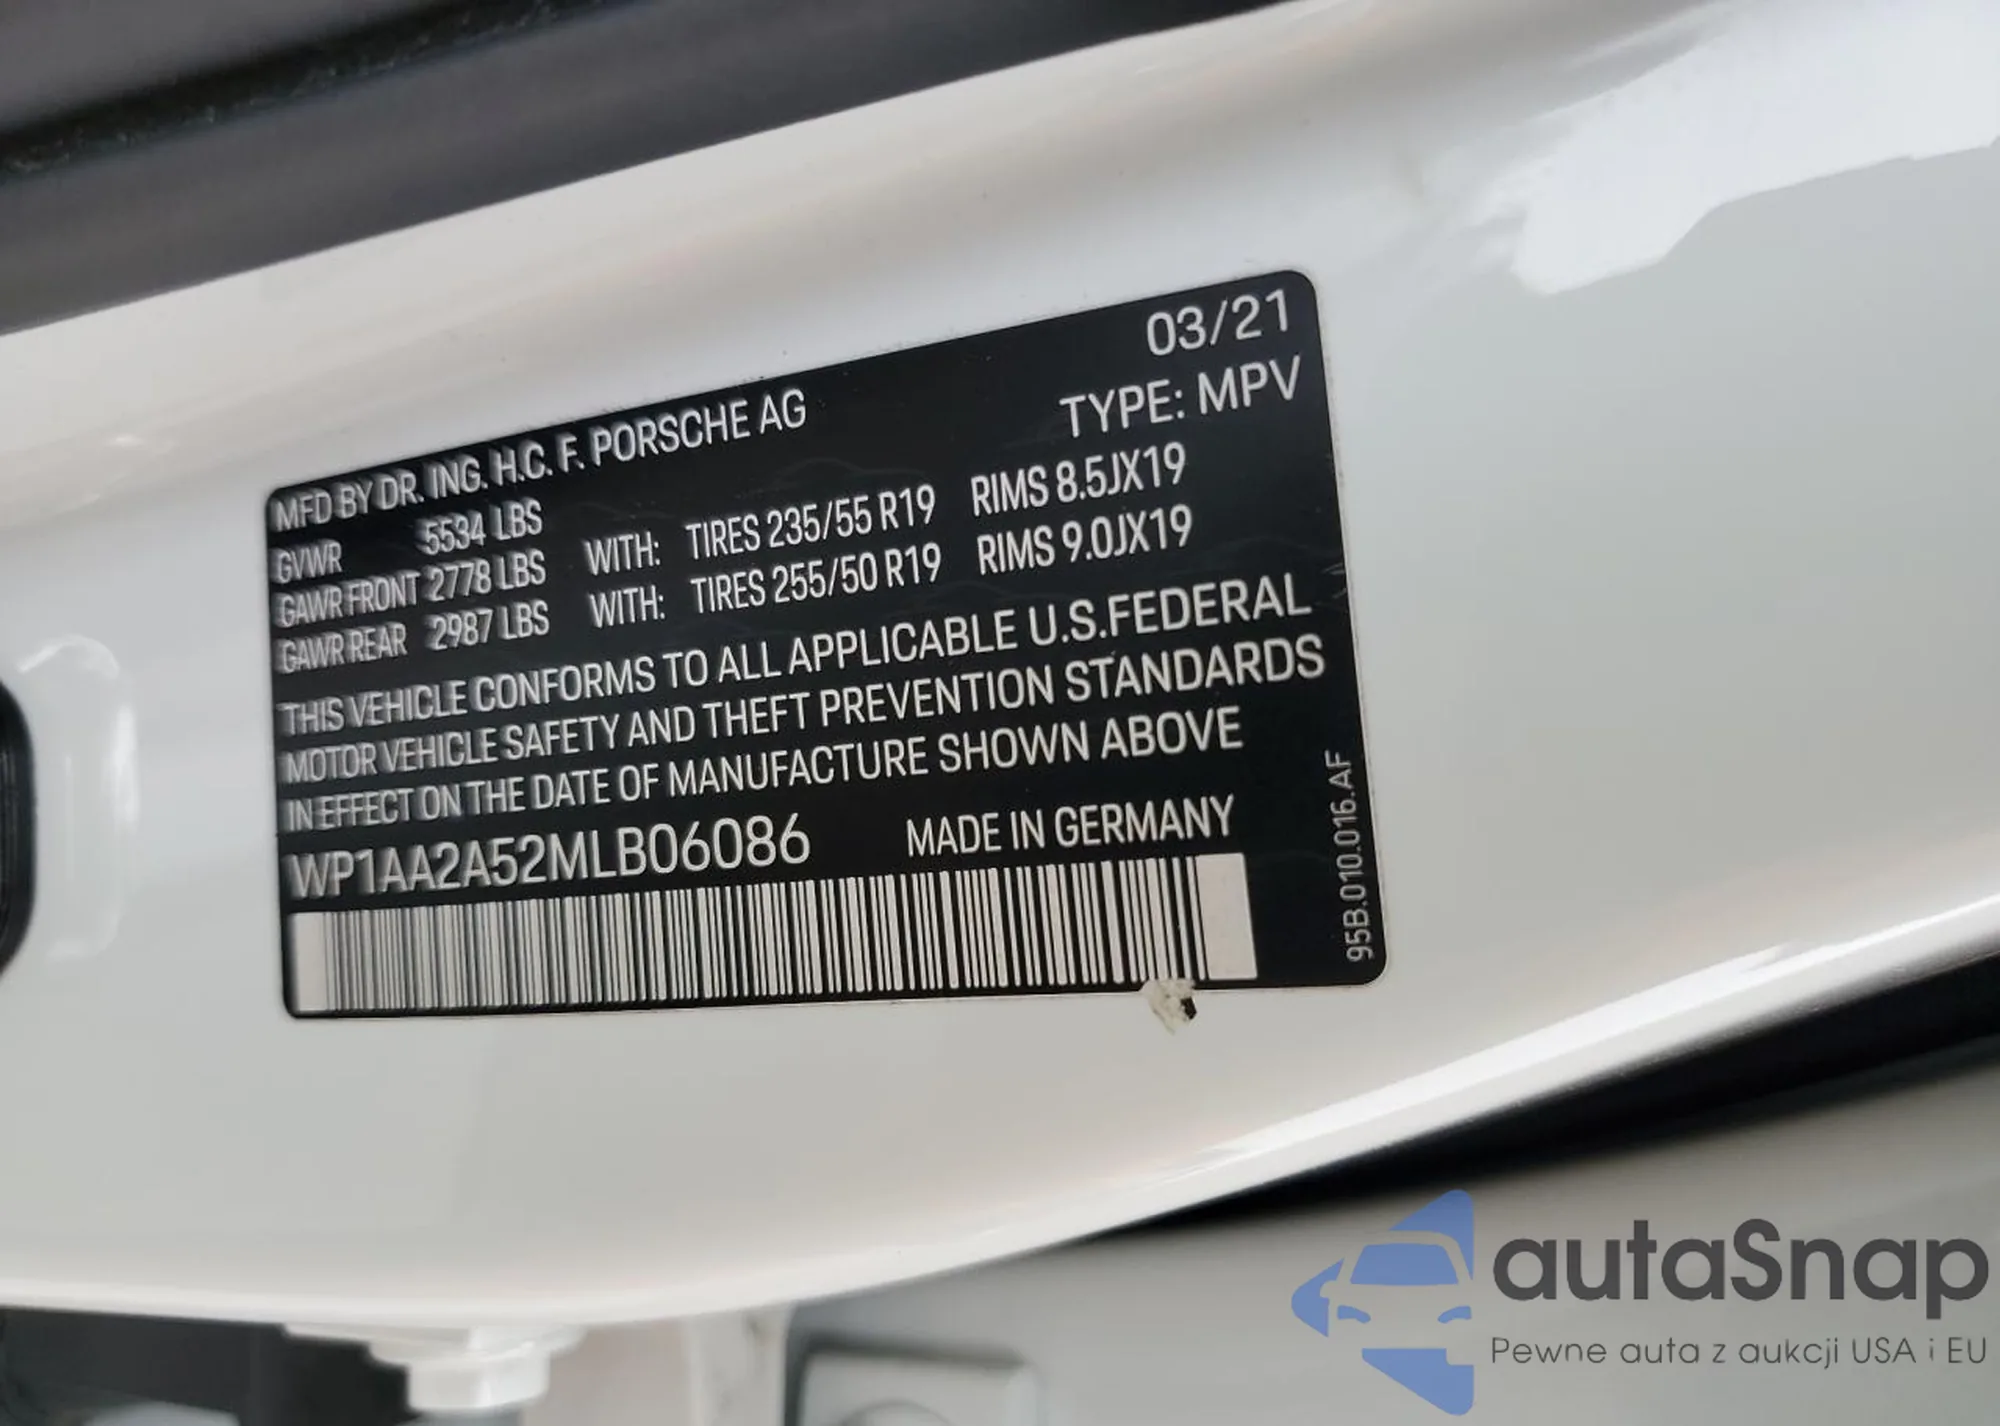 03/21
MFD BY DR. ING. H.C. F. PORSCHE AG TYPE: MPV
GVWR 5534 LBS
GAWR FRONT 2778 LBS WITH: TIRES 235/55 R19 RIMS 8.5JX19
GAWR REAR 2987 LBS WITH: TIRES 255/50 R19 RIMS 9.0JX19
THIS VEHICLE CONFORMS TO ALL APPLICABLE U.S.FEDERAL
MOTOR VEHICLE SAFETY AND THEFT PREVENTION STANDARDS
IN EFFECT ON THE DATE OF MANUFACTURE SHOWN ABOVE
WP1AA2A52MLB06086 MADE IN GERMANY
95B.010.016.AF
autaSnap
Pewne auta z aukcji USA i EU